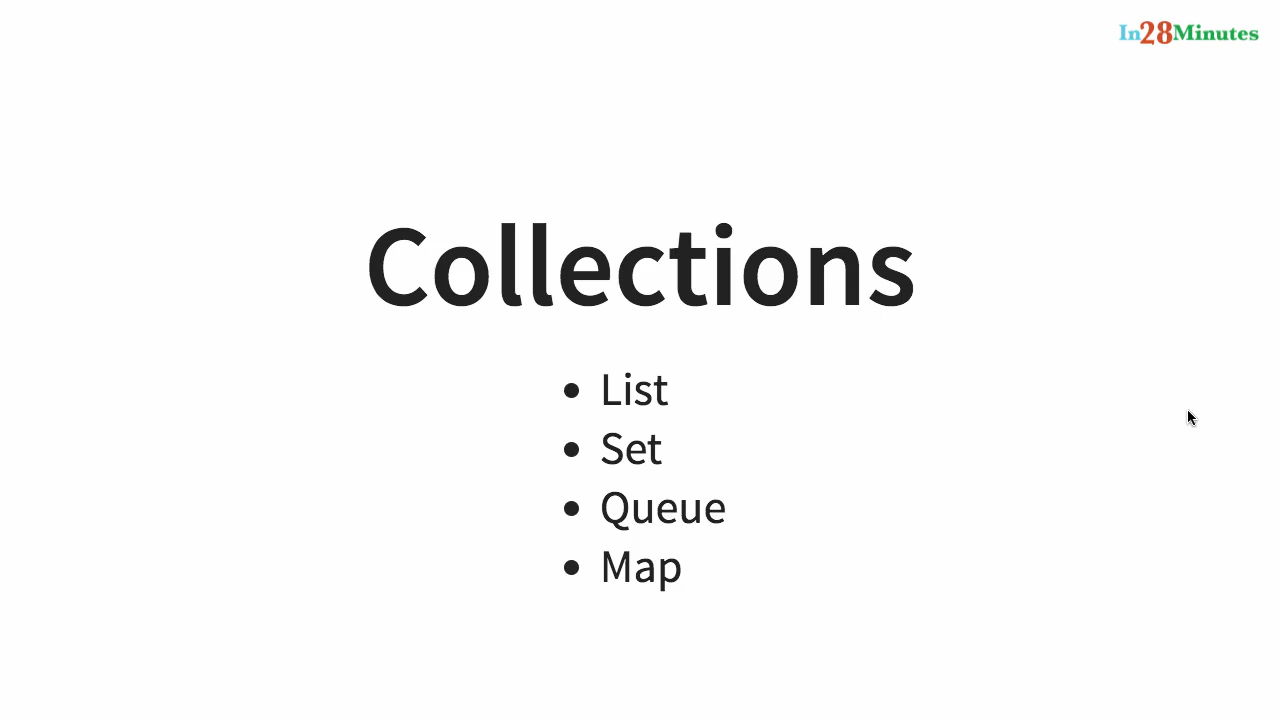 In28Minutes
Collections
• List
• Set
• Queue
• Map